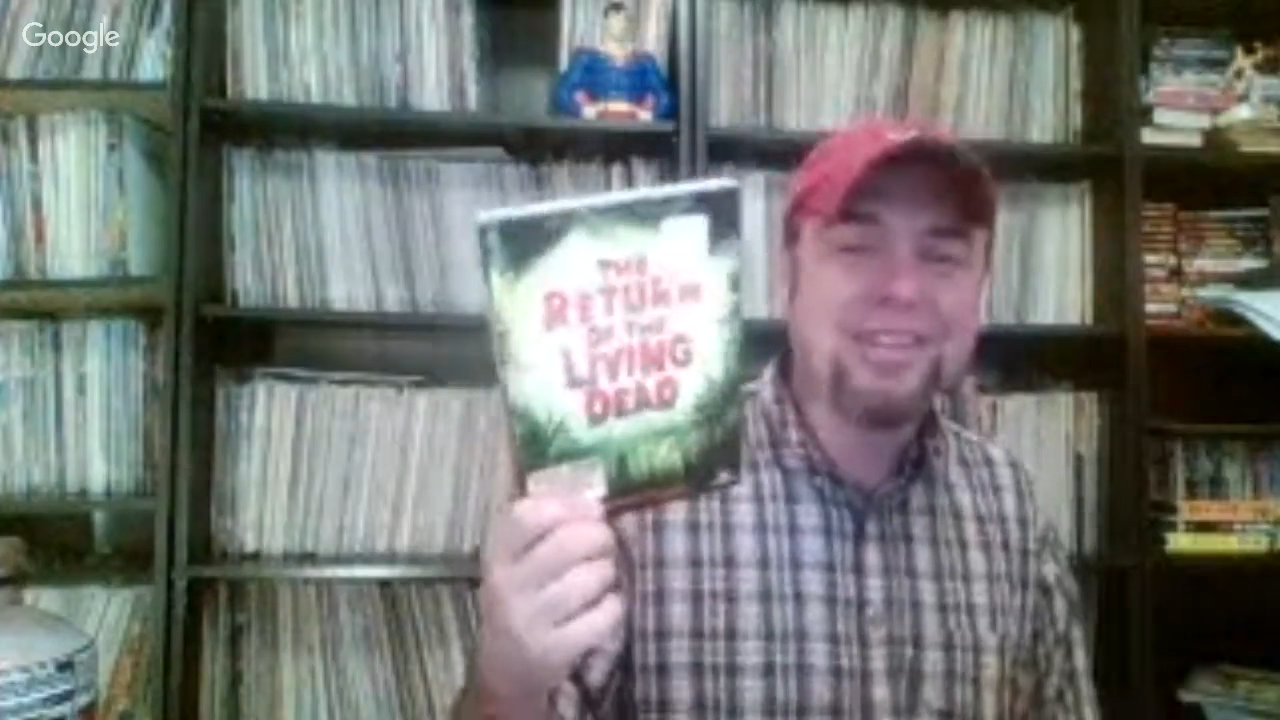 Google
THE
RETURN
OF THE
LIVING
DEAD